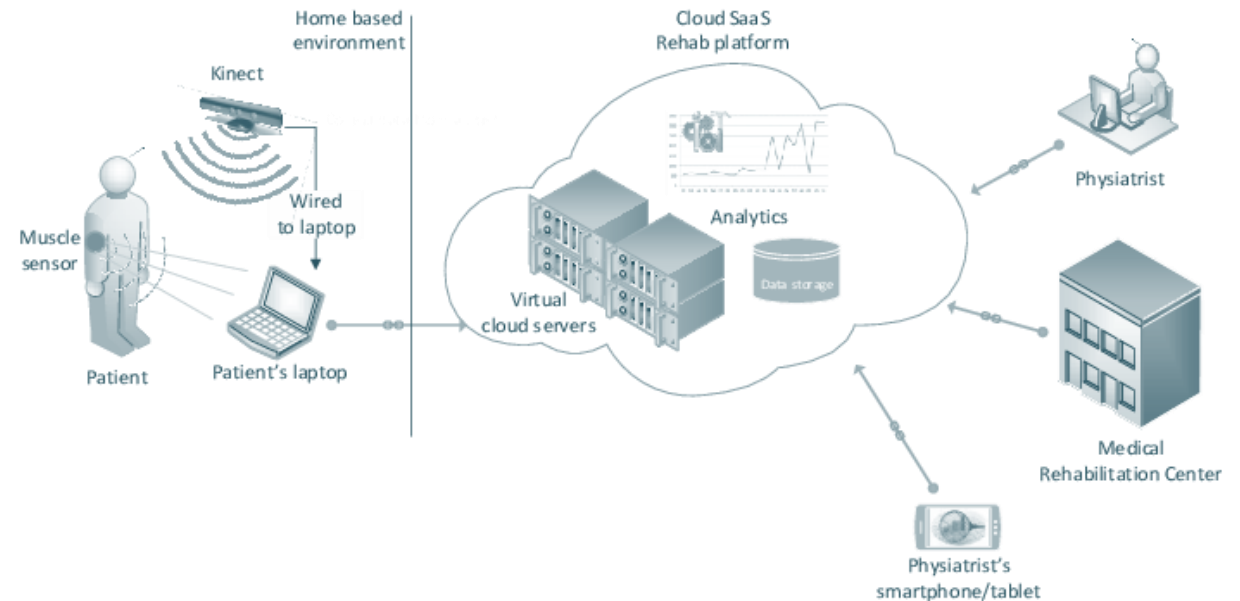 Home based
environment
Cloud SaaS
Rehab platform
Kinect
Wired
to laptop
Muscle
sensor
Patient
Patient's laptop
Analytics
Virtual
cloud servers
Data storage
Physiatrist
Medical
Rehabilitation Center
Physiatrist's
smartphone/tablet